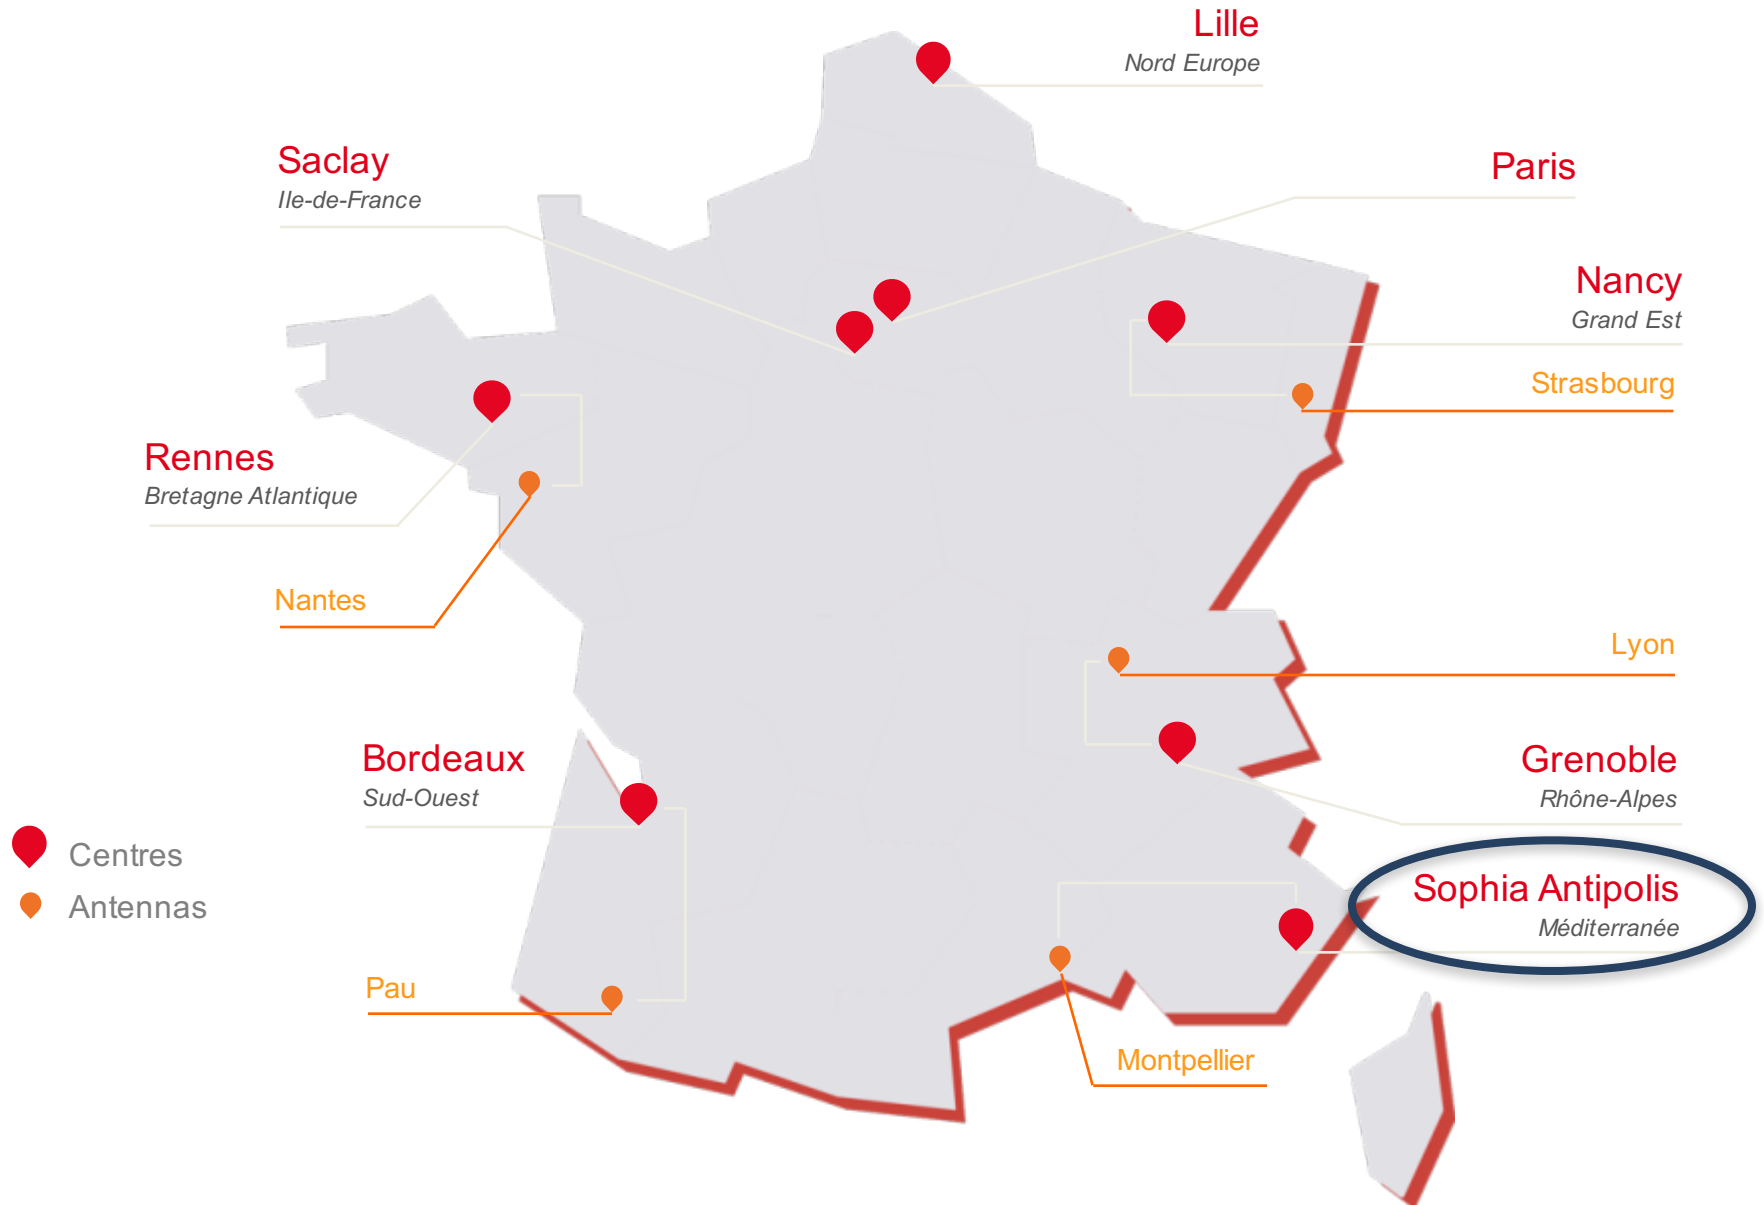 Lille
Nord Europe
Saclay
Ile-de-France
Paris
Nancy
Grand Est
Strasbourg
Rennes
Bretagne Atlantique
Nantes
Lyon
Bordeaux
Sud-Ouest
Grenoble
Rhône-Alpes
Centres
Antennas
Sophia Antipolis
Méditerranée
Pau
Montpellier